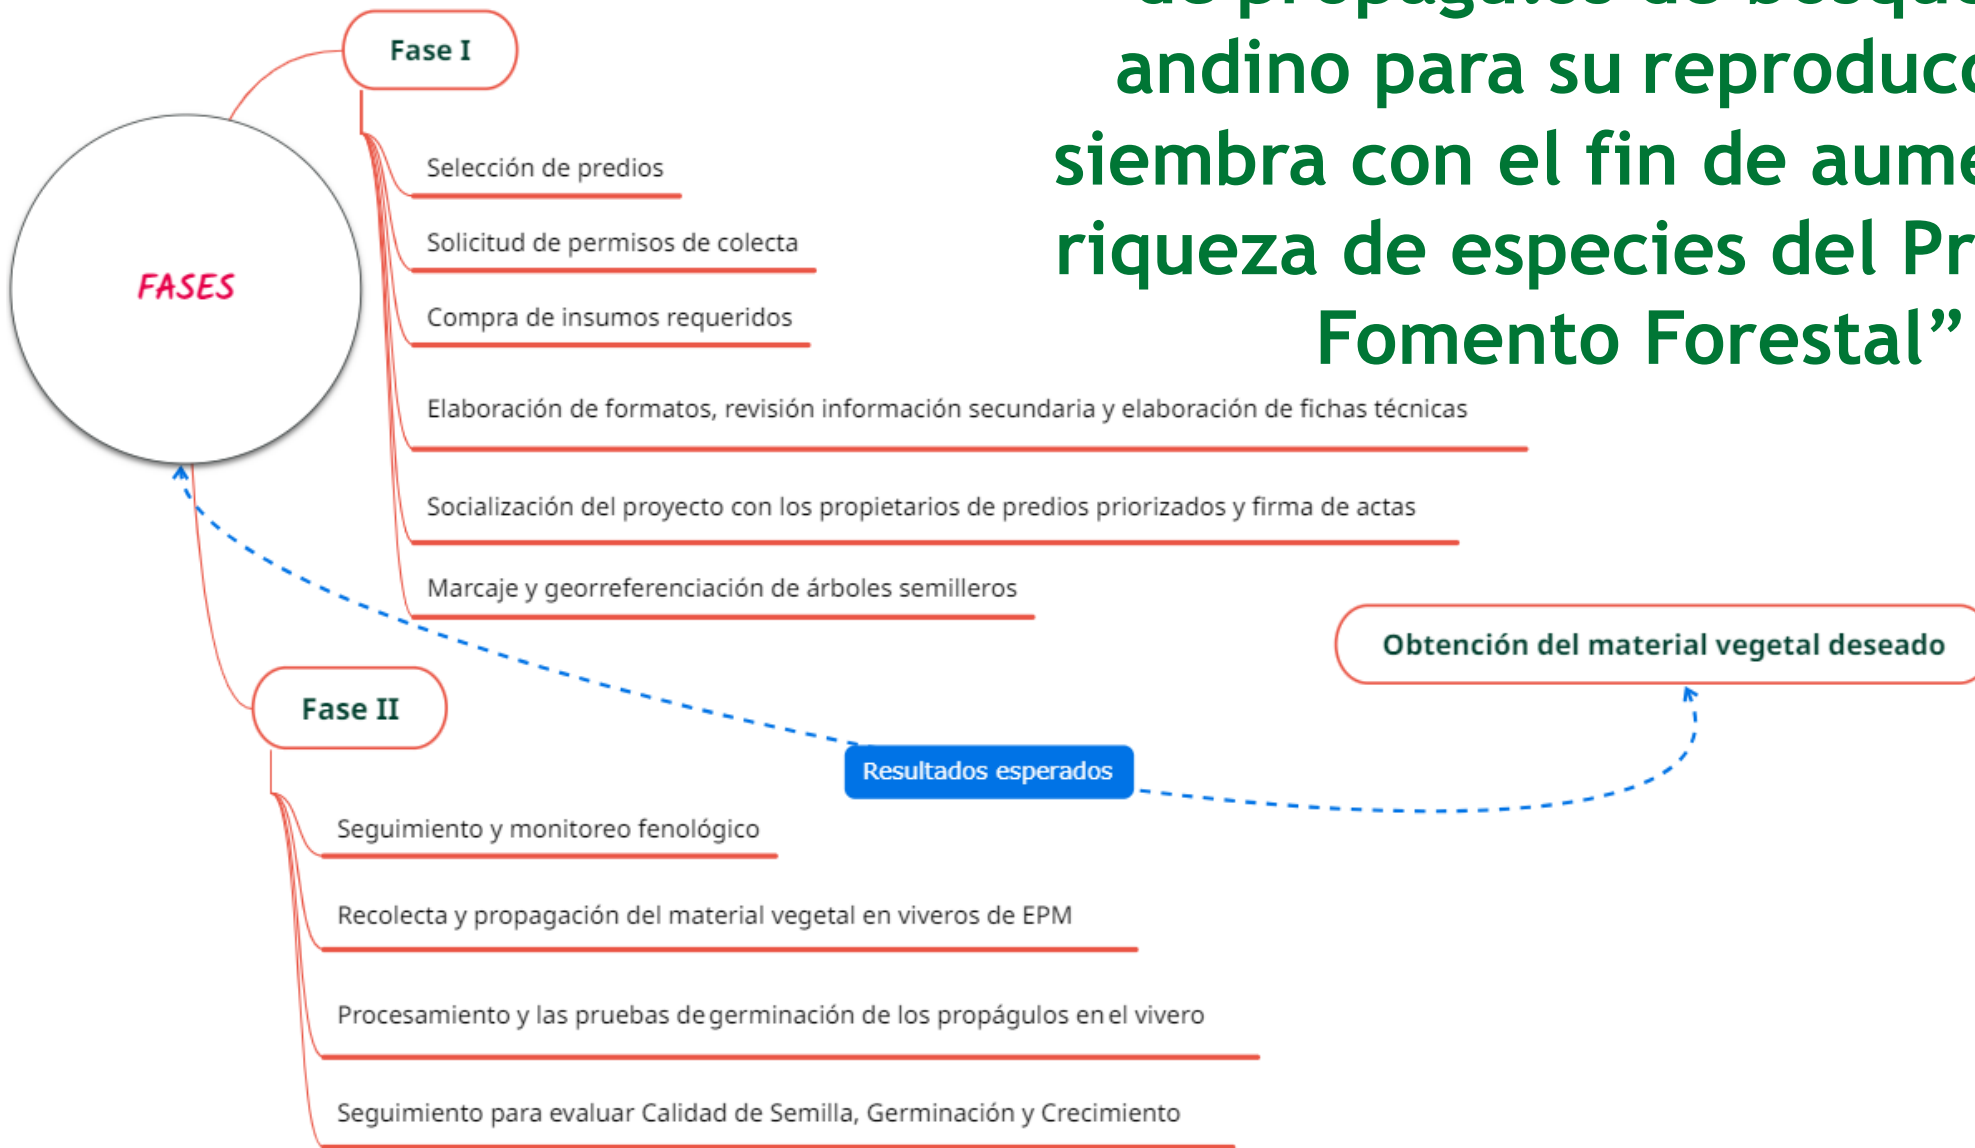 de propágulos de bosque
andino para su
siembra con el fin de
riqueza de especies del
Fomento Forestal”
Fase I
Selección de predios
Solicitud de permisos de colecta
FASES
Compra de insumos requeridos
Elaboración de formatos, revisión información secundaria y elaboración de fichas técnicas
Socialización del proyecto con los propietarios de predios priorizados y firma de actas
Marcaje y georreferenciación de árboles semilleros
Obtención del material vegetal deseado
Fase II
Resultados esperados
Seguimiento y monitoreo fenológico
Recolecta y propagación del material vegetal en viveros de EPM
Procesamiento y las pruebas de germinación de los propágulos en el vivero
Seguimiento para evaluar Calidad de Semilla, Germinación y Crecimiento